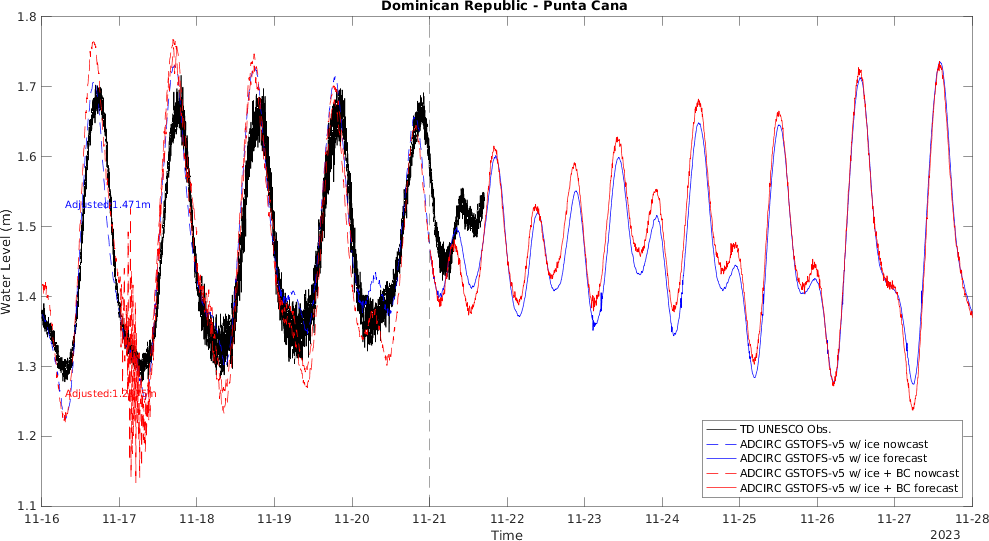 Dominican Republic - Punta Cana
1.8
1.7
1.6
1.5
1.4
1.3
1.2
1.1
Water Level (m)
Adjusted:1.471m
TD UNESCO Obs.
ADCIRC GSTOFS-v5 w/ ice nowcast
ADCIRC GSTOFS-v5 w/ ice forecast
ADCIRC GSTOFS-v5 w/ ice + BC nowcast
ADCIRC GSTOFS-v5 w/ ice + BC forecast
11-16 11-17 11-18 11-19 11-20 11-21 11-22 11-23 11-24 11-25 11-26 11-27 11-28
Time
2023